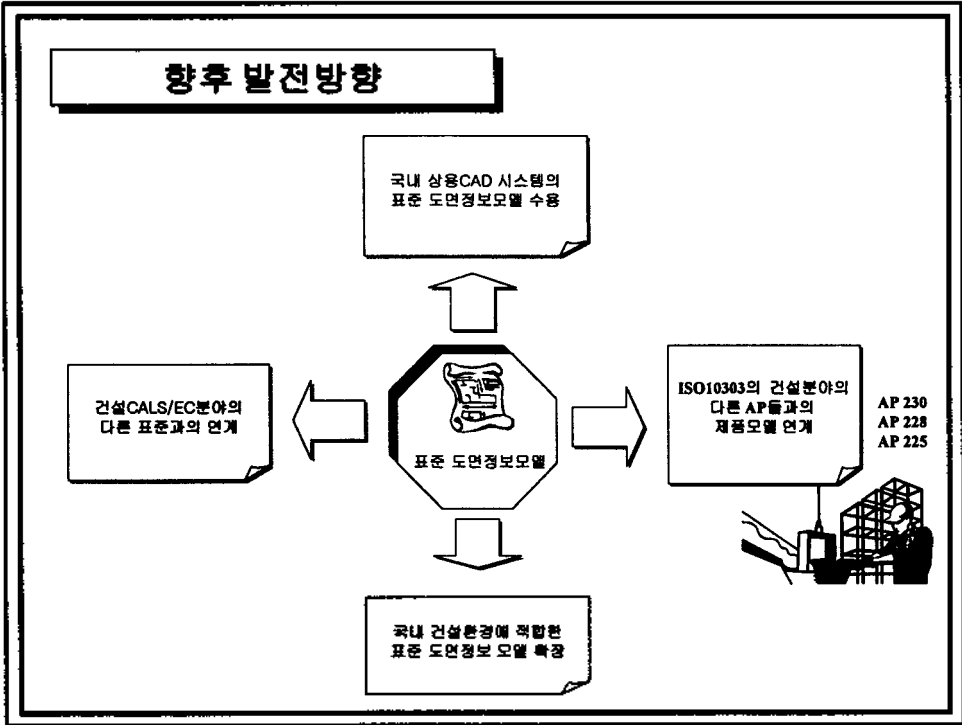 향후 발전방향
국내 상용CAD 시스템의
표준 도면정보모델 수용
건설CALS/EC분야의
다른 표준과의 연계
표준 도면정보모델
ISO10303의 건설분야의
다른 AP들과의
제품모델 연계
AP 230
AP 228
AP 225
국내 건설환경에 적합한
표준 도면정보 모델 확장